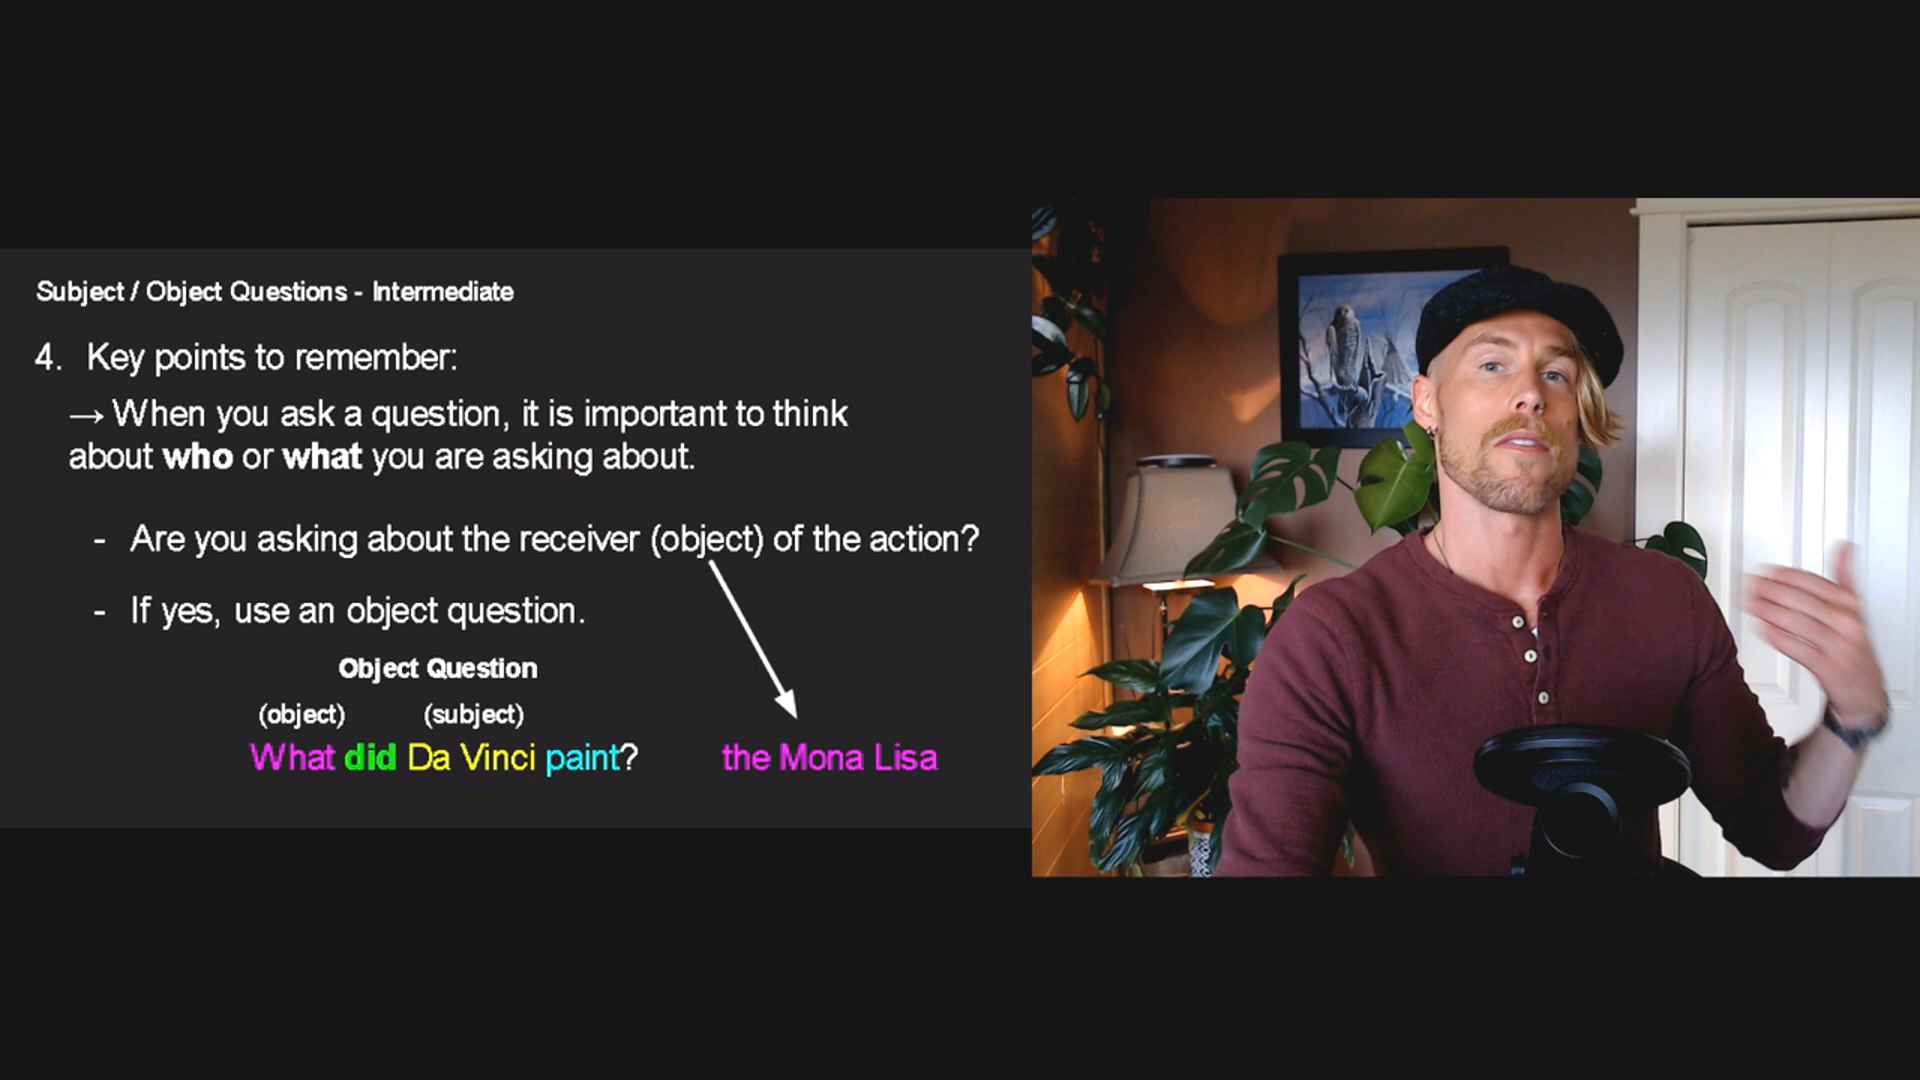 Subject / Object Questions - Intermediate
4. Key points to remember:
→ When you ask a question, it is important to think
about who or what you are asking about.
- Are you asking about the receiver (object) of the action?
- If yes, use an object question.
Object Question
(object) (subject)
What did Da Vinci paint? the Mona Lisa